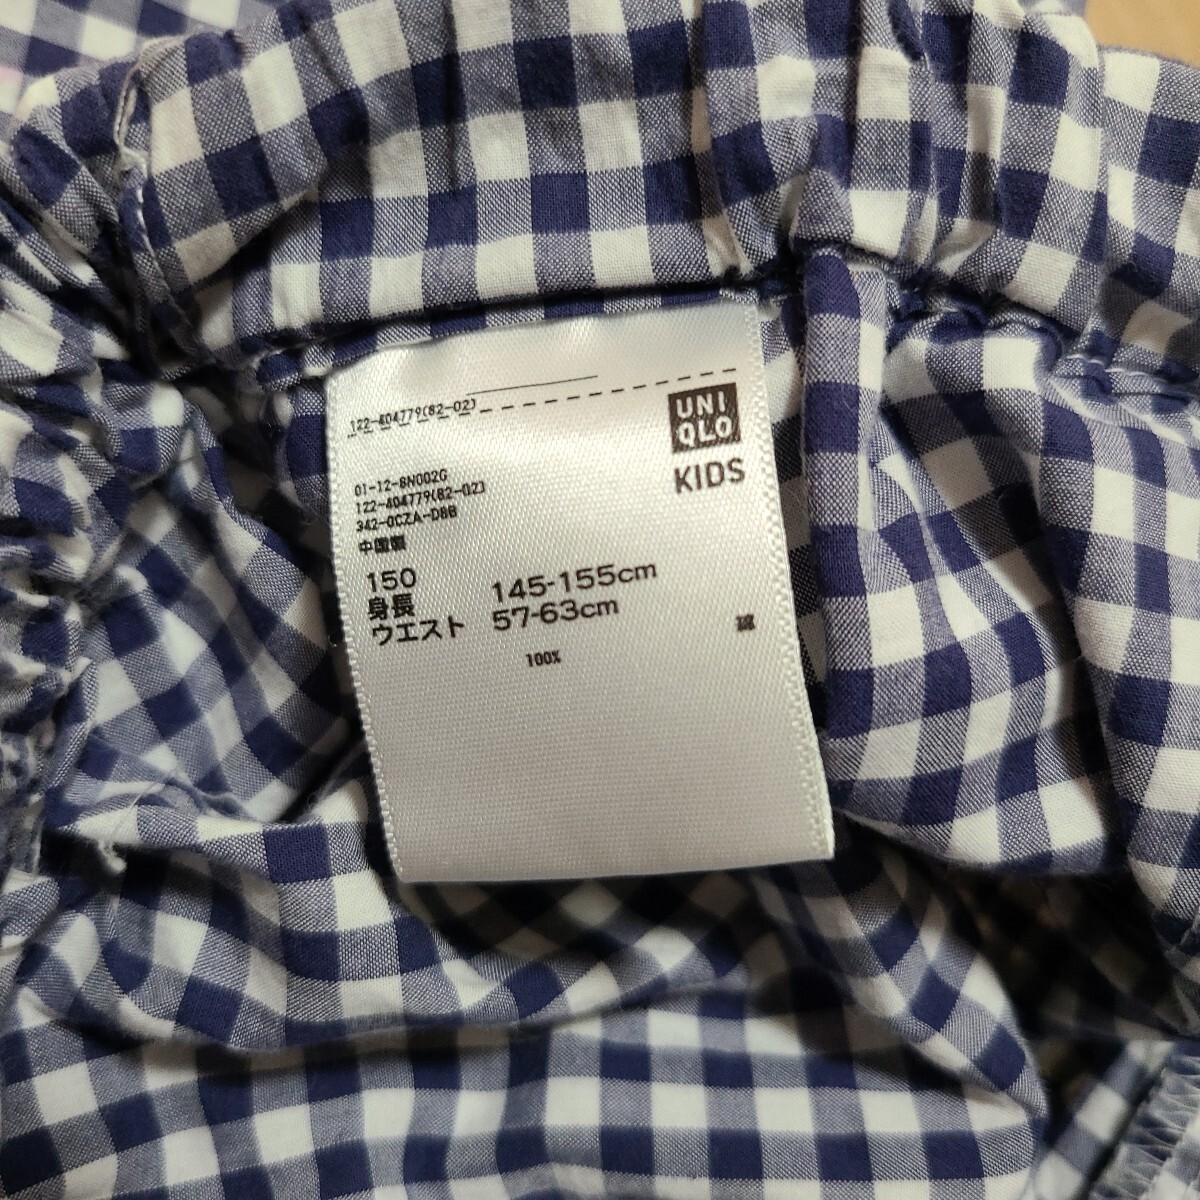 122-404779(82-02)
UNI
QLO
KIDS
01-12-8N002G
122-404779(82-02)
342-0CZA-D8B
中国製
150
身長 145-155cm
ウエスト 57-63cm
100%